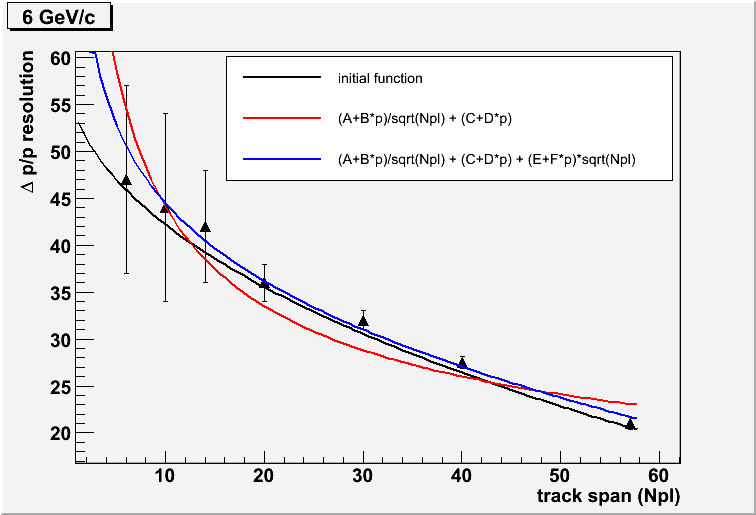 6 GeV/c
Δ p/p resolution
60
55
50
45
40
35
30
25
20
initial function
(A+B*p)/sqrt(Npl) + (C+D*p)
(A+B*p)/sqrt(Npl) + (C+D*p) + (E+F*p)*sqrt(Npl)
10 20 30 40 50 60
track span (Npl)